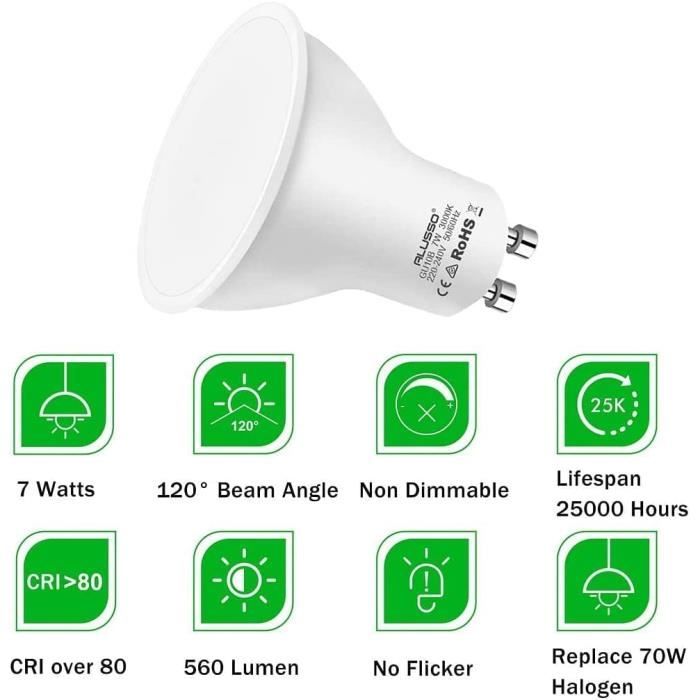 ALUSSO®
GU10B 7W 3000K
220-240V 50/60Hz
CE RoHS
120°
- +
25K
7 Watts
120° Beam Angle
Non Dimmable
Lifespan
25000 Hours
CRI>80
!
CRI over 80
560 Lumen
No Flicker
Replace 70W
Halogen